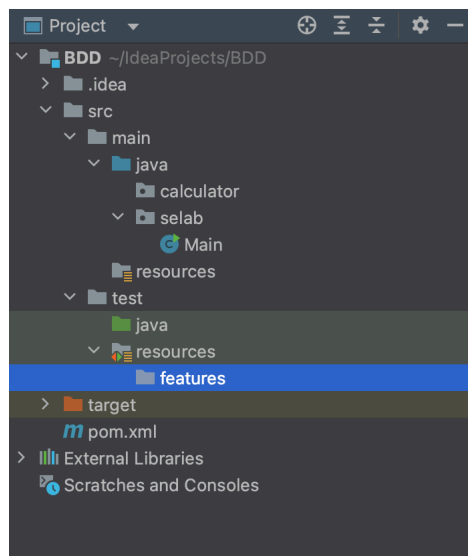 Project
BDD ~/IdeaProjects/BDD
.idea
src
main
java
calculator
selab
Main
resources
test
java
resources
features
target
pom.xml
External Libraries
Scratches and Consoles